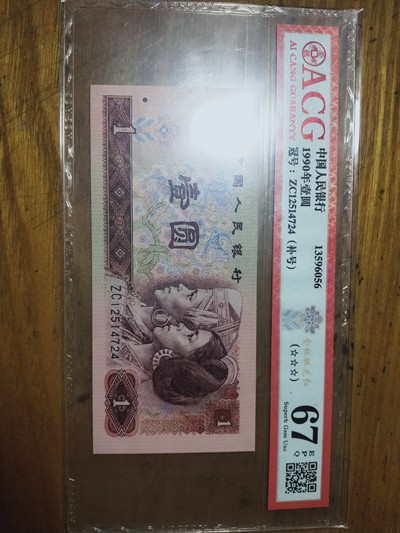 ACG
AI CANG GUARANTY
中国人民银行
1990年壹圆
冠号：ZC12514724（补号）
13596056
(☆☆☆)
67 EPQ
Superb Gem Unc
国人民银行
壹圆
1
ZC12514724
1
1